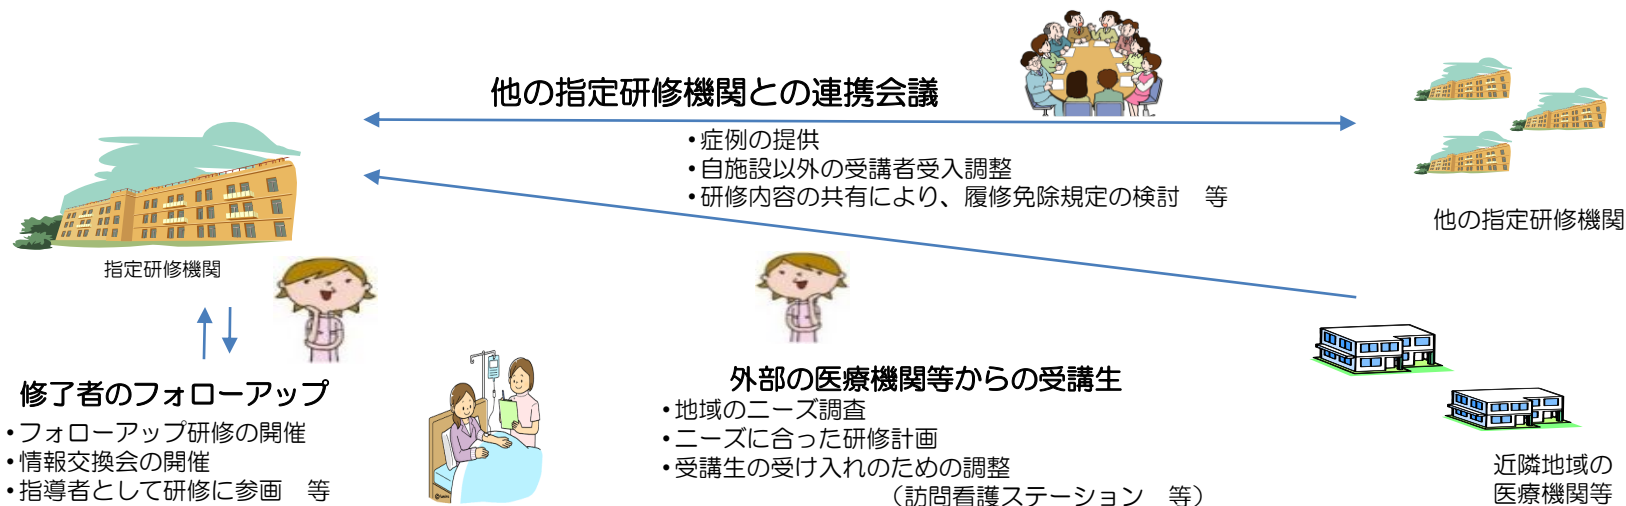 他の指定研修機関との連携会議
•症例の提供
•自施設以外の受講者受入調整
•研修内容の共有により、履修免除規定の検討　等
他の指定研修機関
指定研修機関
修了者のフォローアップ
•フォローアップ研修の開催
•情報交換会の開催
•指導者として研修に参画　等
外部の医療機関等からの受講生
•地域のニーズ調査
•ニーズに合った研修計画
•受講生の受け入れのための調整
（訪問看護ステーション　等）
近隣地域の
医療機関等